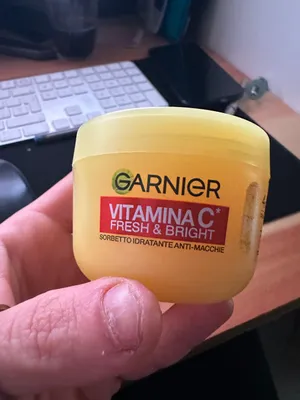 GARNIER
VITAMINA C*
FRESH & BRIGHT
SORBETTO IDRATANTE ANTI-MACCHIE